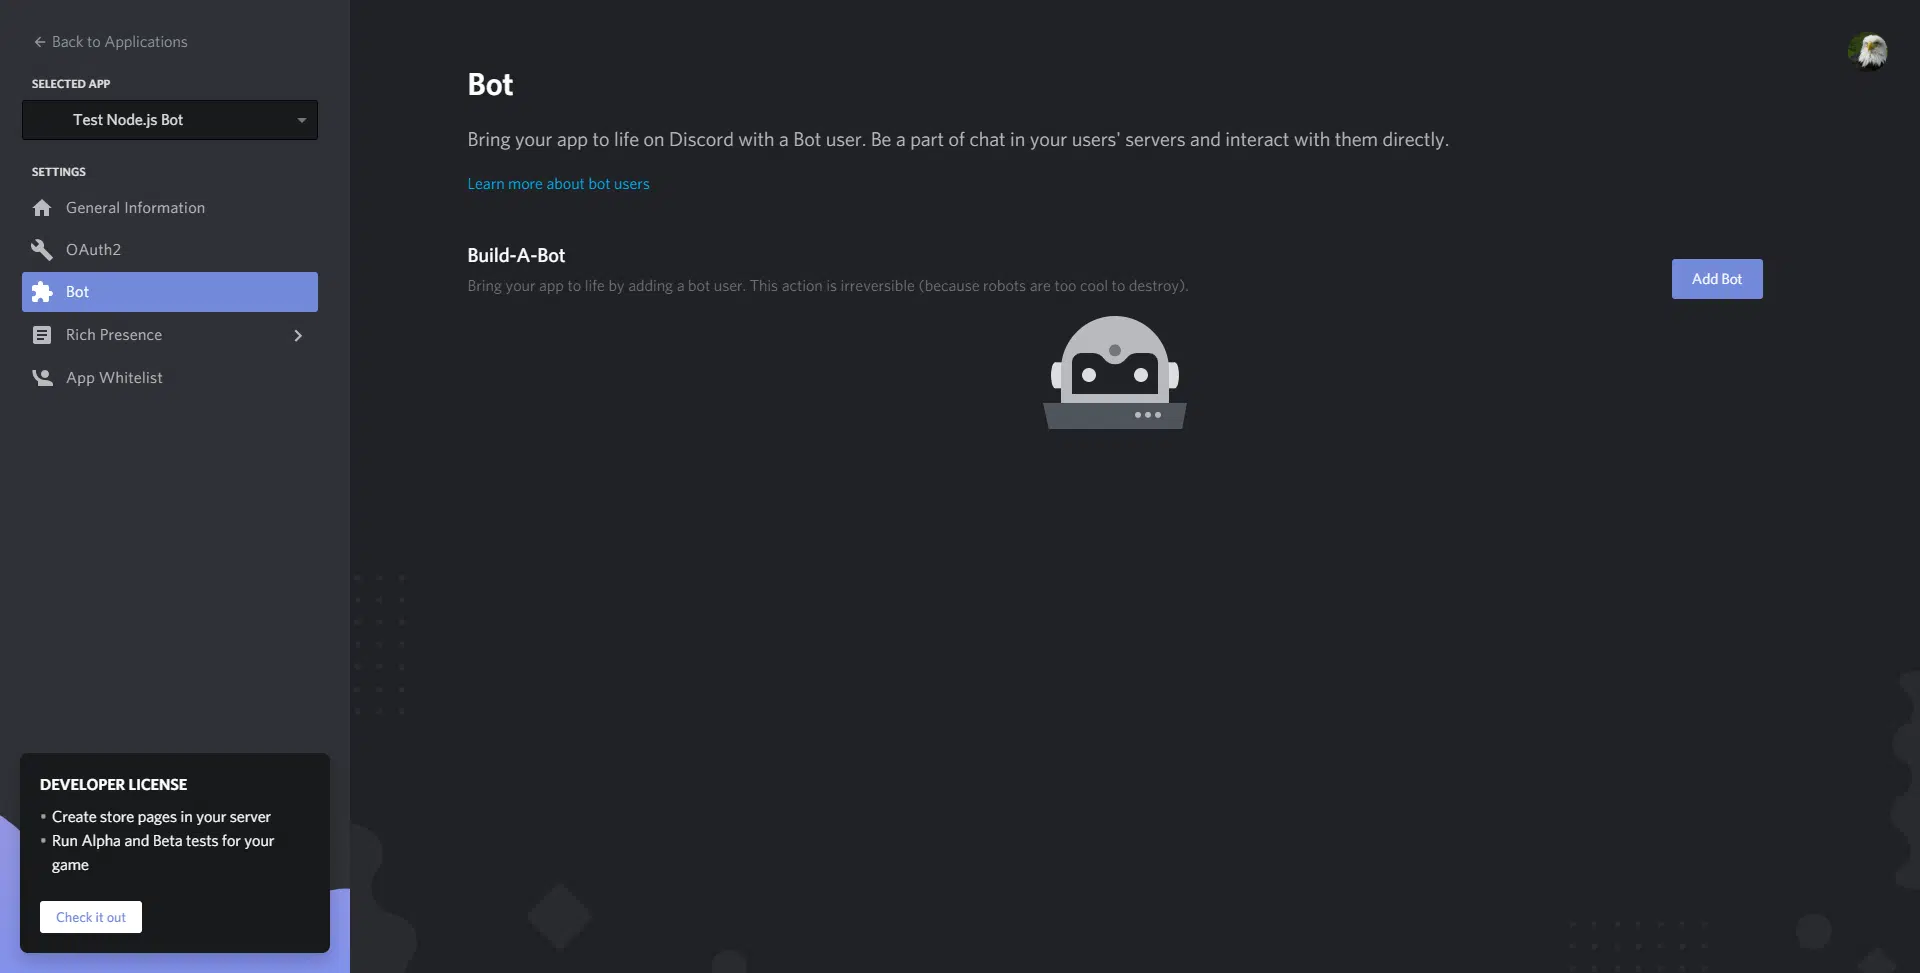 Back to Applications
SELECTED APP
Test Node.js Bot
SETTINGS
General Information
OAuth2
Bot
Rich Presence
App Whitelist
DEVELOPER LICENSE
• Create store pages in your server
• Run Alpha and Beta tests for your
game
Check it out
Bot
Bring your app to life on Discord with a Bot user. Be a part of chat in your users' servers and interact with them directly.
Learn more about bot users
Build-A-Bot
Bring your app to life by adding a bot user. This action is irreversible (because robots are too cool to destroy).
Add Bot